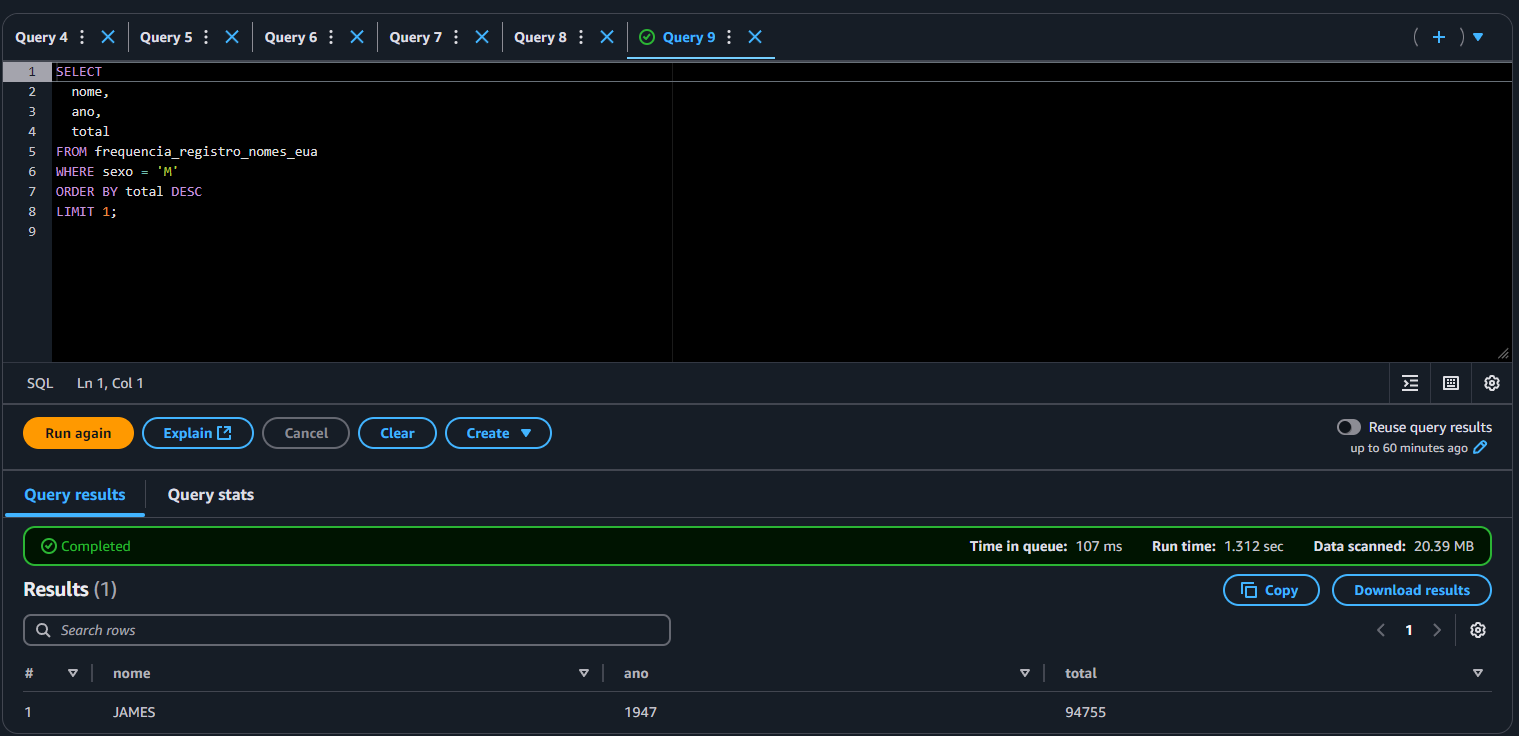 Query 4 Query 5 Query 6 Query 7 Query 8 Query 9
1 SELECT
2 nome,
3 ano,
4 total
5 FROM frequencia_registro_nomes_eua
6 WHERE sexo = 'M'
7 ORDER BY total DESC
8 LIMIT 1;
9
SQL Ln 1, Col 1
Run again Explain Cancel Clear Create Reuse query results
up to 60 minutes ago
Query results Query stats
Completed Time in queue: 107 ms Run time: 1.312 sec Data scanned: 20.39 MB
Results (1) Copy Download results
Search rows 1
# nome ano total
1 JAMES 1947 94755